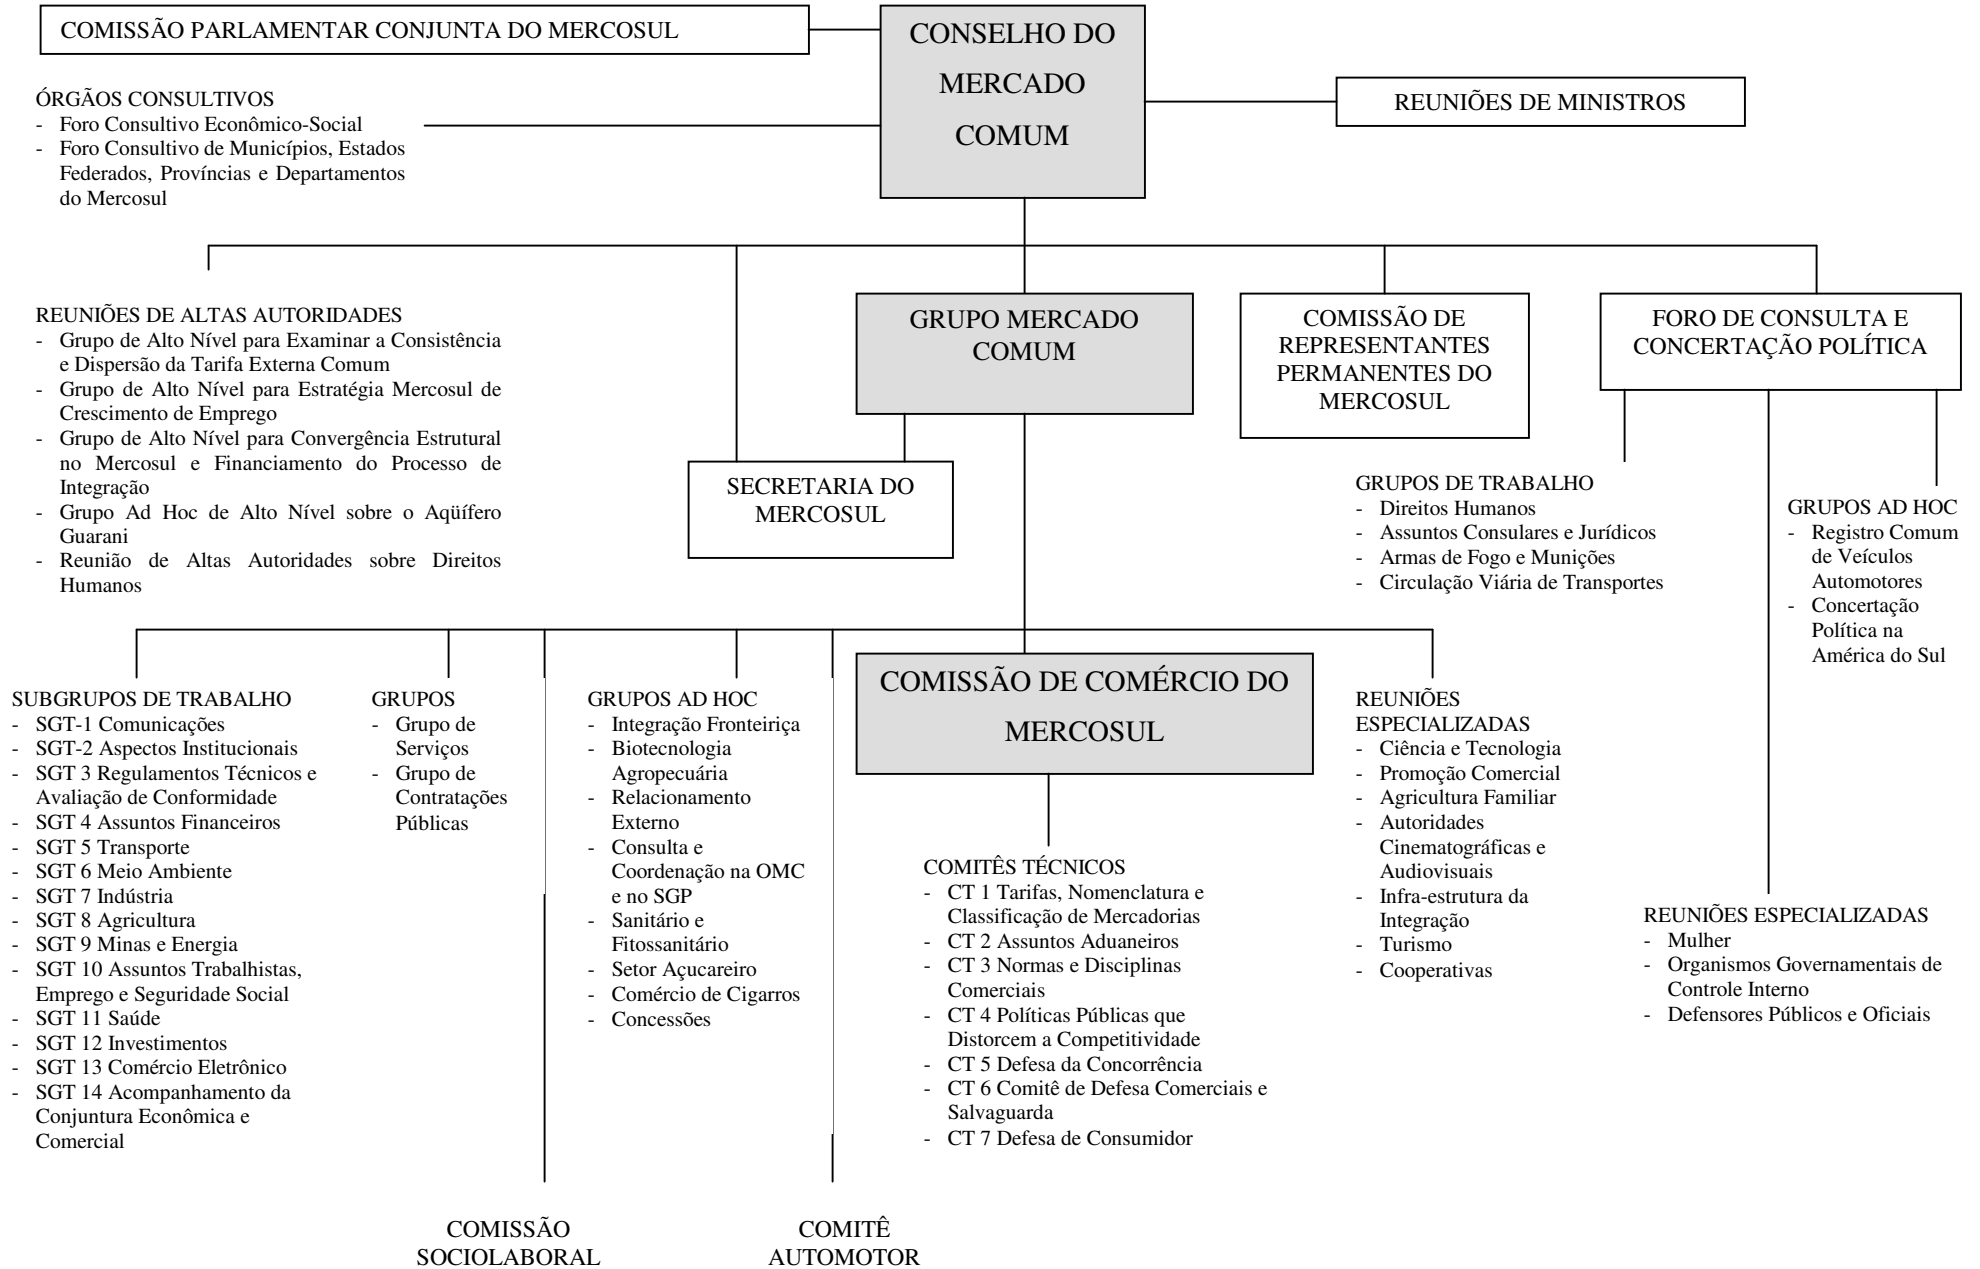 COMISSÃO PARLAMENTAR CONJUNTA DO MERCOSUL
CONSELHO DO
MERCADO
COMUM
REUNIÕES DE MINISTROS
ÓRGÃOS CONSULTIVOS
- Foro Consultivo Econômico-Social
- Foro Consultivo de Municípios, Estados
Federados, Províncias e Departamentos
do Mercosul
REUNIÕES DE ALTAS AUTORIDADES
- Grupo de Alto Nível para Examinar a Consistência
e Dispersão da Tarifa Externa Comum
- Grupo de Alto Nível para Estratégia Mercosul de
Crescimento de Emprego
- Grupo de Alto Nível para Convergência Estrutural
no Mercosul e Financiamento do Processo de
Integração
- Grupo Ad Hoc de Alto Nível sobre o Aqüífero
Guarani
- Reunião de Altas Autoridades sobre Direitos
Humanos
GRUPO MERCADO
COMUM
COMISSÃO DE
REPRESENTANTES
PERMANENTES DO
MERCOSUL
FORO DE CONSULTA E
CONCERTAÇÃO POLÍTICA
SECRETARIA DO
MERCOSUL
GRUPOS DE TRABALHO
- Direitos Humanos
- Assuntos Consulares e Jurídicos
- Armas de Fogo e Munições
- Circulação Viária de Transportes
GRUPOS AD HOC
- Registro Comum
de Veículos
Automotores
- Concertação
Política na
América do Sul
SUBGRUPOS DE TRABALHO
- SGT-1 Comunicações
- SGT-2 Aspectos Institucionais
- SGT 3 Regulamentos Técnicos e
Avaliação de Conformidade
- SGT 4 Assuntos Financeiros
- SGT 5 Transporte
- SGT 6 Meio Ambiente
- SGT 7 Indústria
- SGT 8 Agricultura
- SGT 9 Minas e Energia
- SGT 10 Assuntos Trabalhistas,
Emprego e Seguridade Social
- SGT 11 Saúde
- SGT 12 Investimentos
- SGT 13 Comércio Eletrônico
- SGT 14 Acompanhamento da
Conjuntura Econômica e
Comercial
GRUPOS
- Grupo de
Serviços
- Grupo de
Contratações
Públicas
GRUPOS AD HOC
- Integração Fronteiriça
- Biotecnologia
Agropecuária
- Relacionamento
Externo
- Consulta e
Coordenação na OMC
e no SGP
- Sanitário e
Fitossanitário
- Setor Açucareiro
- Comércio de Cigarros
- Concessões
COMISSÃO DE COMÉRCIO DO
MERCOSUL
COMITÊS TÉCNICOS
- CT 1 Tarifas, Nomenclatura e
Classificação de Mercadorias
- CT 2 Assuntos Aduaneiros
- CT 3 Normas e Disciplinas
Comerciais
- CT 4 Políticas Públicas que
Distorcem a Competitividade
- CT 5 Defesa da Concorrência
- CT 6 Comitê de Defesa Comerciais e
Salvaguarda
- CT 7 Defesa de Consumidor
REUNIÕES
ESPECIALIZADAS
- Ciência e Tecnologia
- Promoção Comercial
- Agricultura Familiar
- Autoridades
Cinematográficas e
Audiovisuais
- Infra-estrutura da
Integração
- Turismo
- Cooperativas
REUNIÕES ESPECIALIZADAS
- Mulher
- Organismos Governamentais de
Controle Interno
- Defensores Públicos e Oficiais
COMISSÃO
SOCIOLABORAL
COMITÊ
AUTOMOTOR